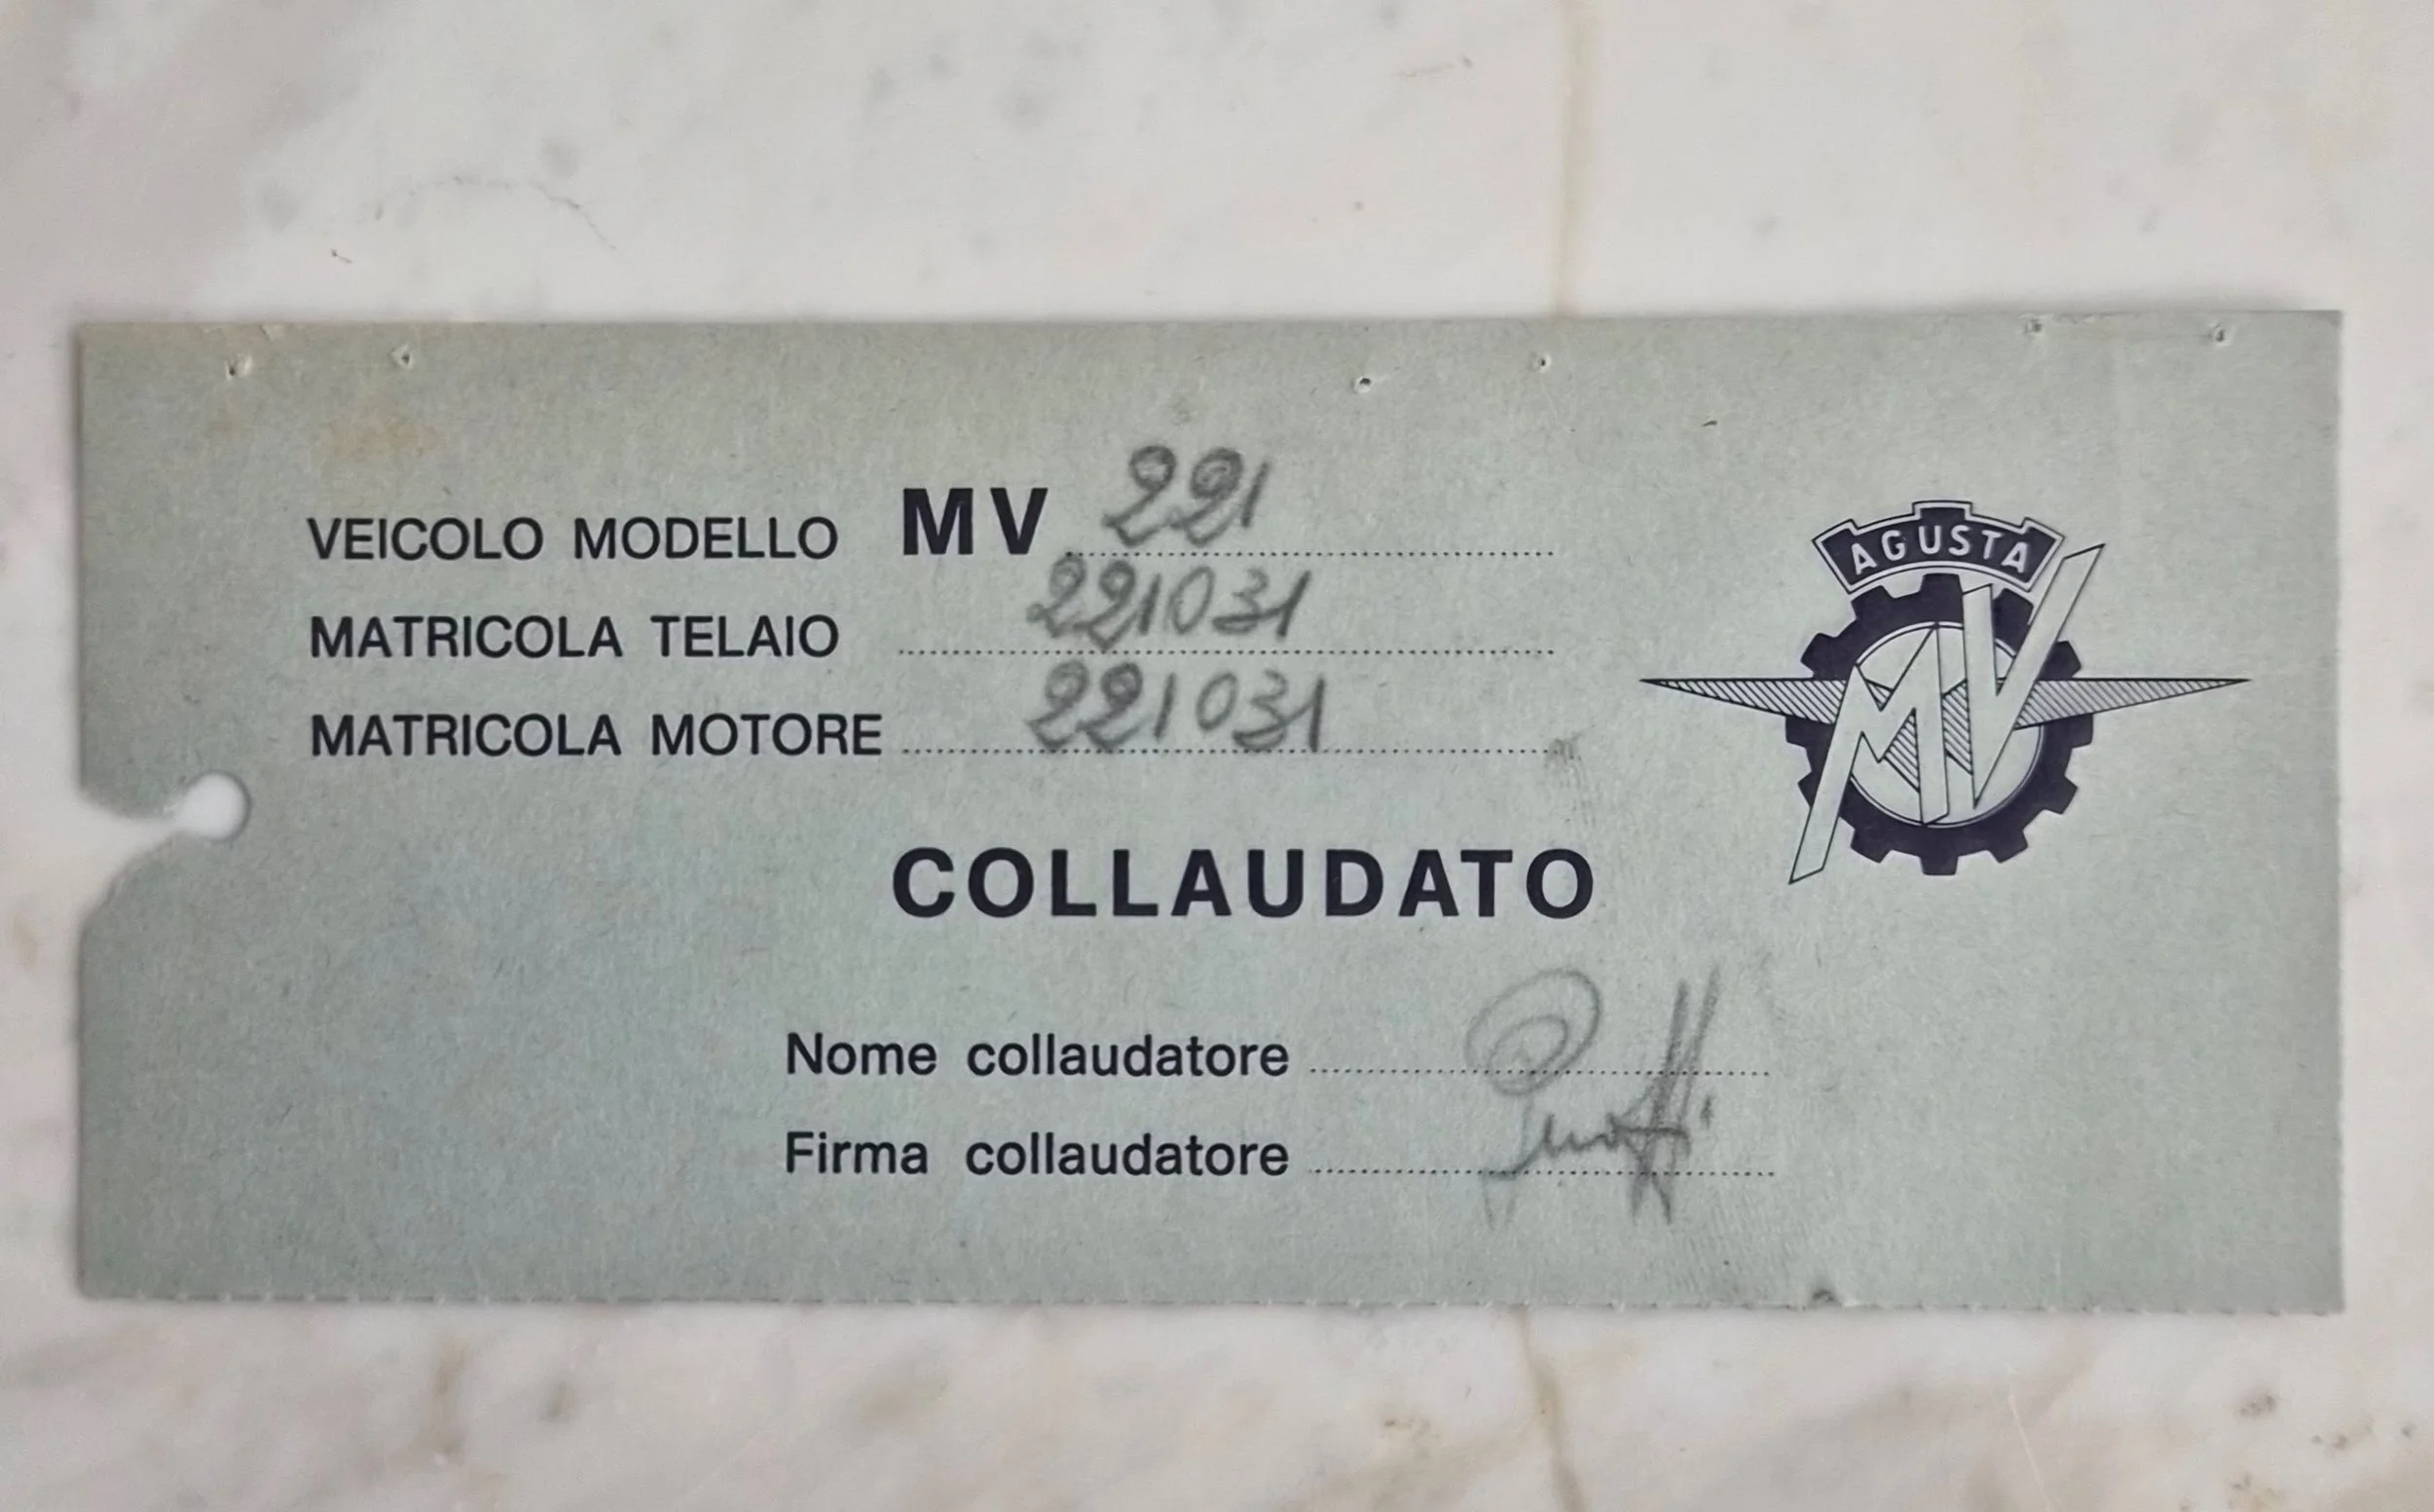 VEICOLO MODELLO MV 221
MATRICOLA TELAIO 221031
MATRICOLA MOTORE 221031
AGUSTA
MV
COLLAUDATO
Nome collaudatore
Firma collaudatore